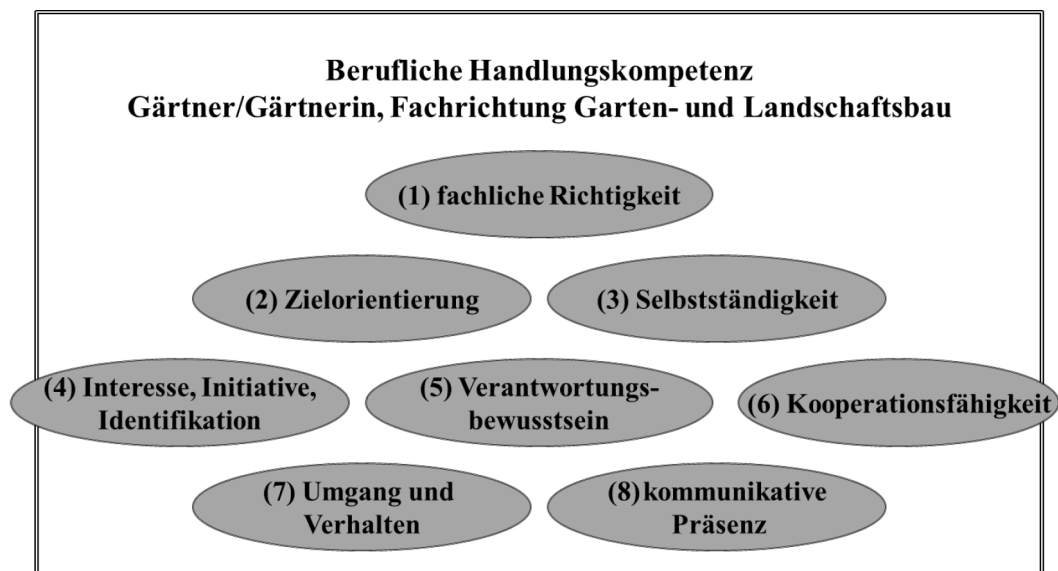 Berufliche Handlungskompetenz
Gärtner/Gärtnerin, Fachrichtung Garten- und Landschaftsbau
(1) fachliche Richtigkeit
(2) Zielorientierung
(3) Selbstständigkeit
(4) Interesse, Initiative,
Identifikation
(5) Verantwortungs-
bewusstsein
(6) Kooperationsfähigkeit
(7) Umgang und
Verhalten
(8) kommunikative
Präsenz